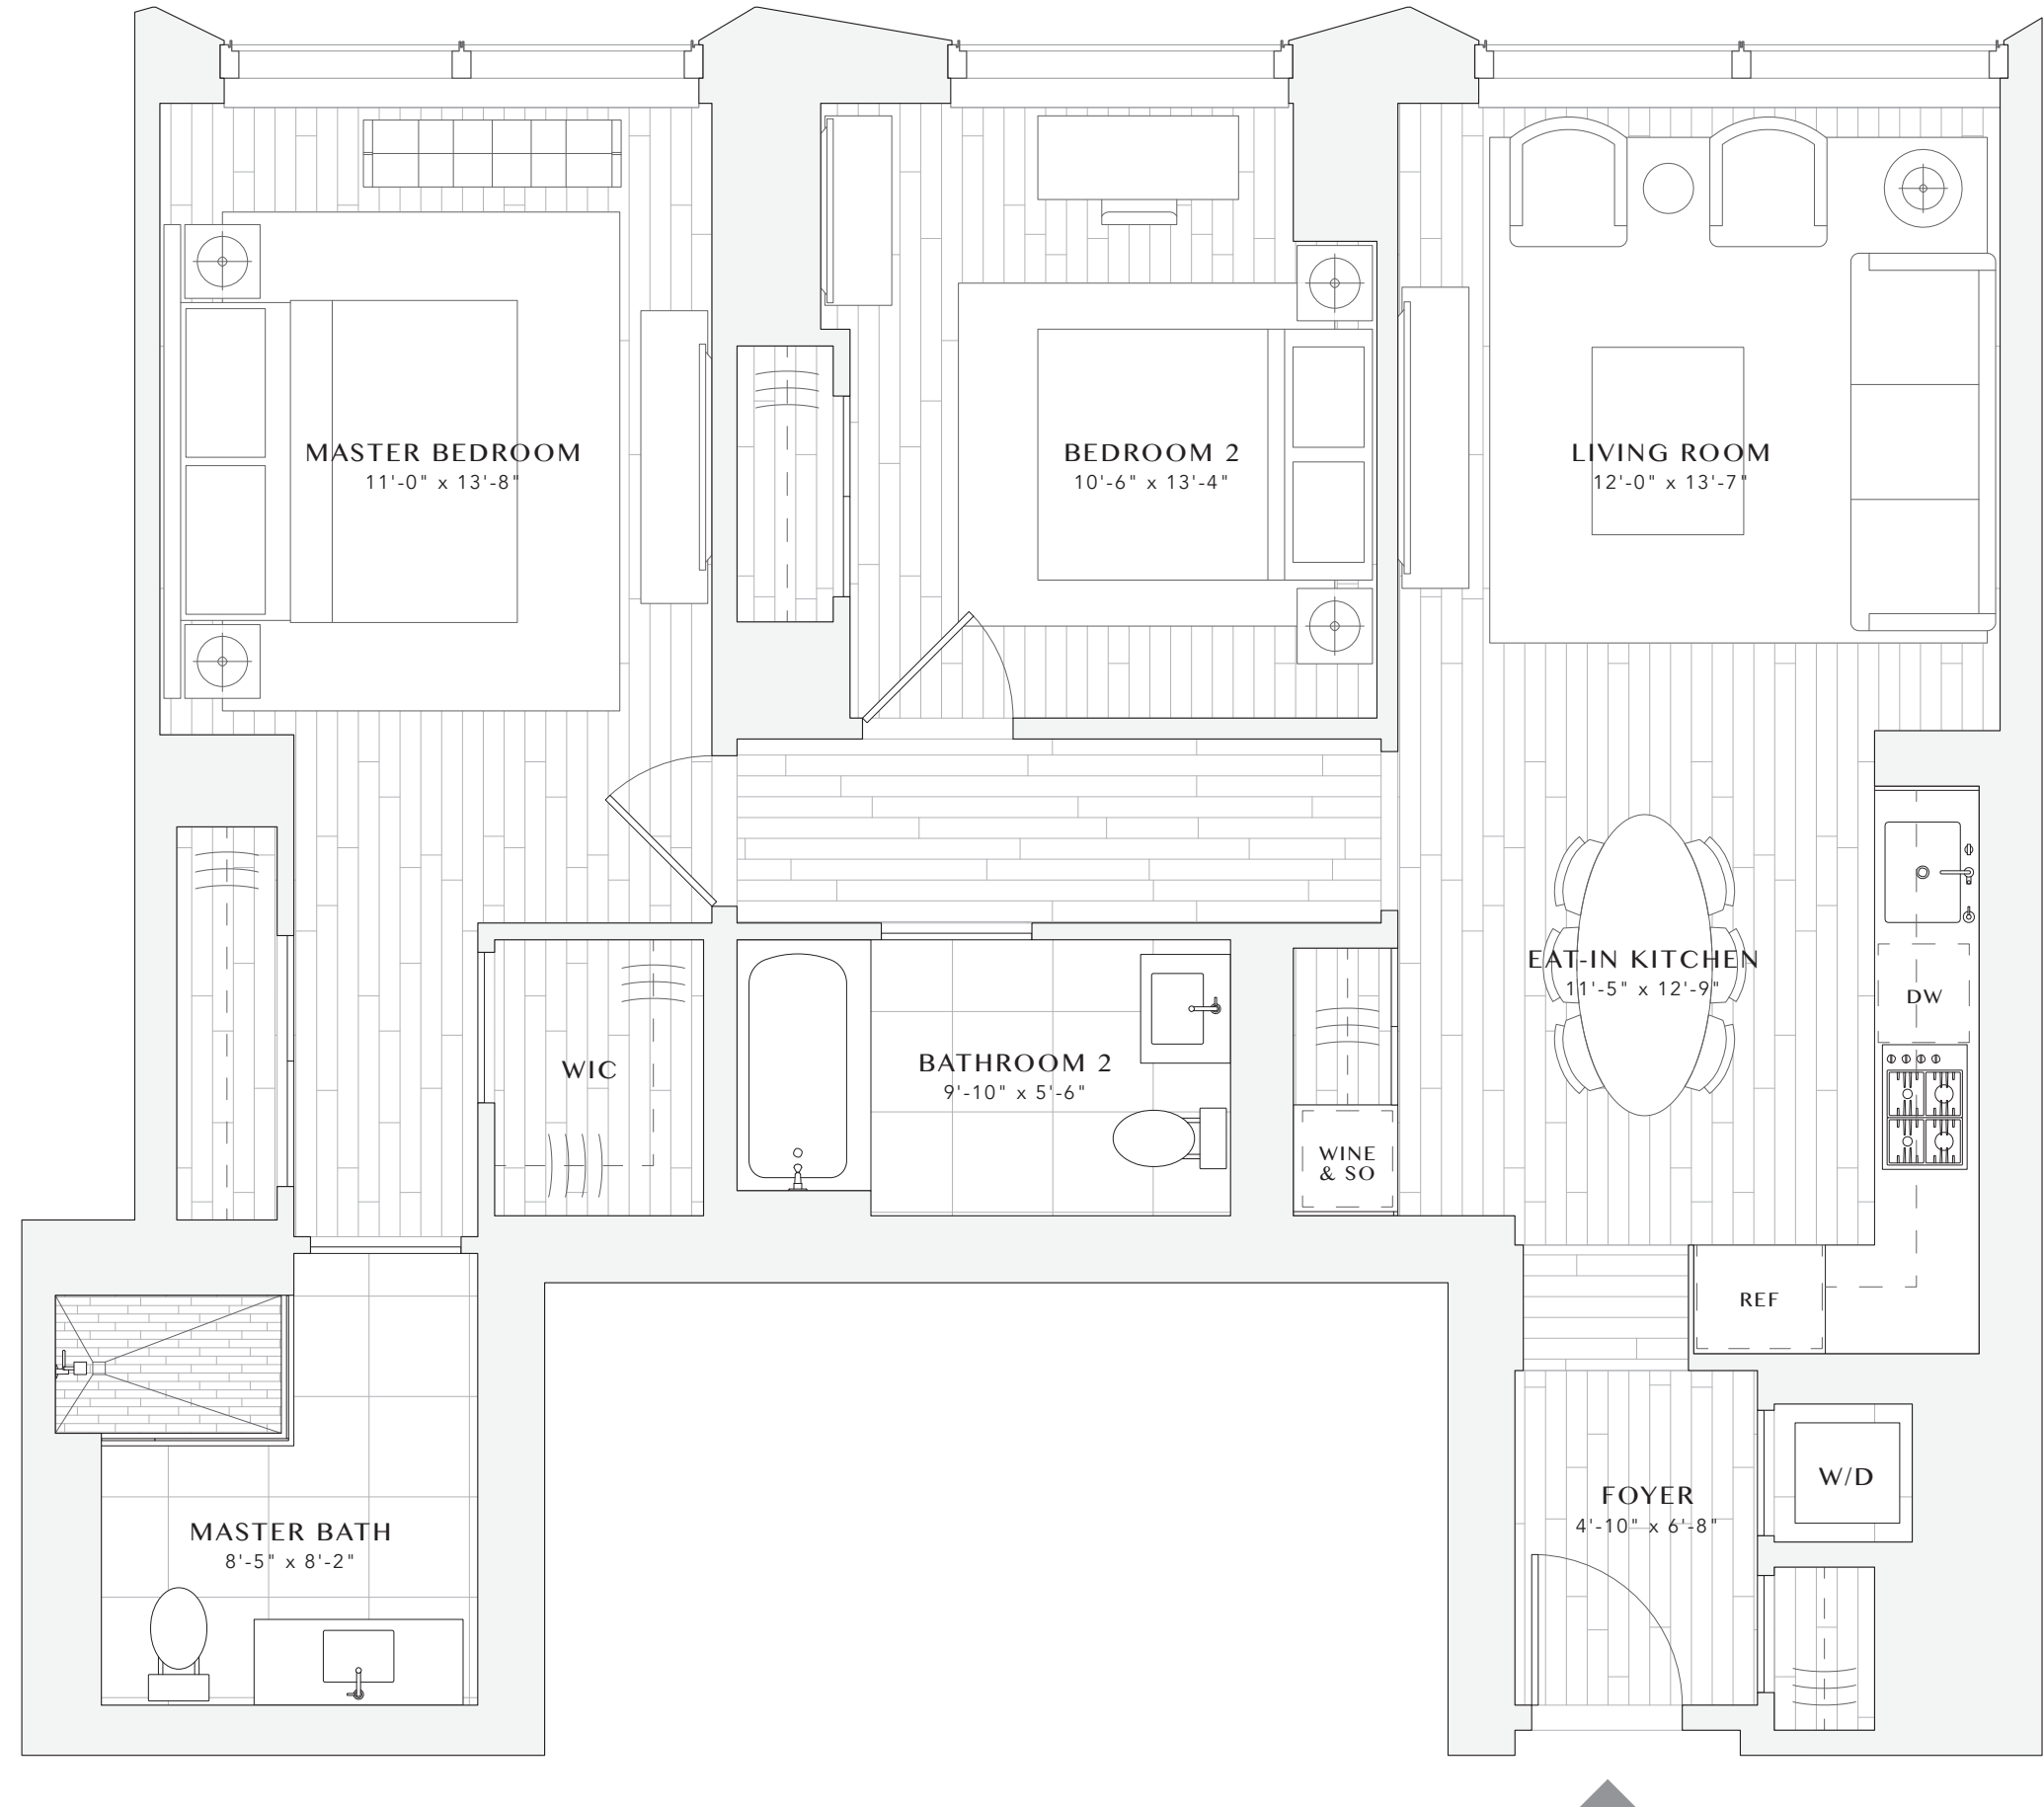 MASTER BEDROOM
11'-0" x 13'-8"
BEDROOM 2
10'-6" x 13'-4"
LIVING ROOM
12'-0" x 13'-7"
EAT-IN KITCHEN
11'-5" x 12'-9"
DW
WIC
BATHROOM 2
9'-10" x 5'-6"
WINE
& SO
REF
W/D
FOYER
4'-10" x 6'-8"
MASTER BATH
8'-5" x 8'-2"